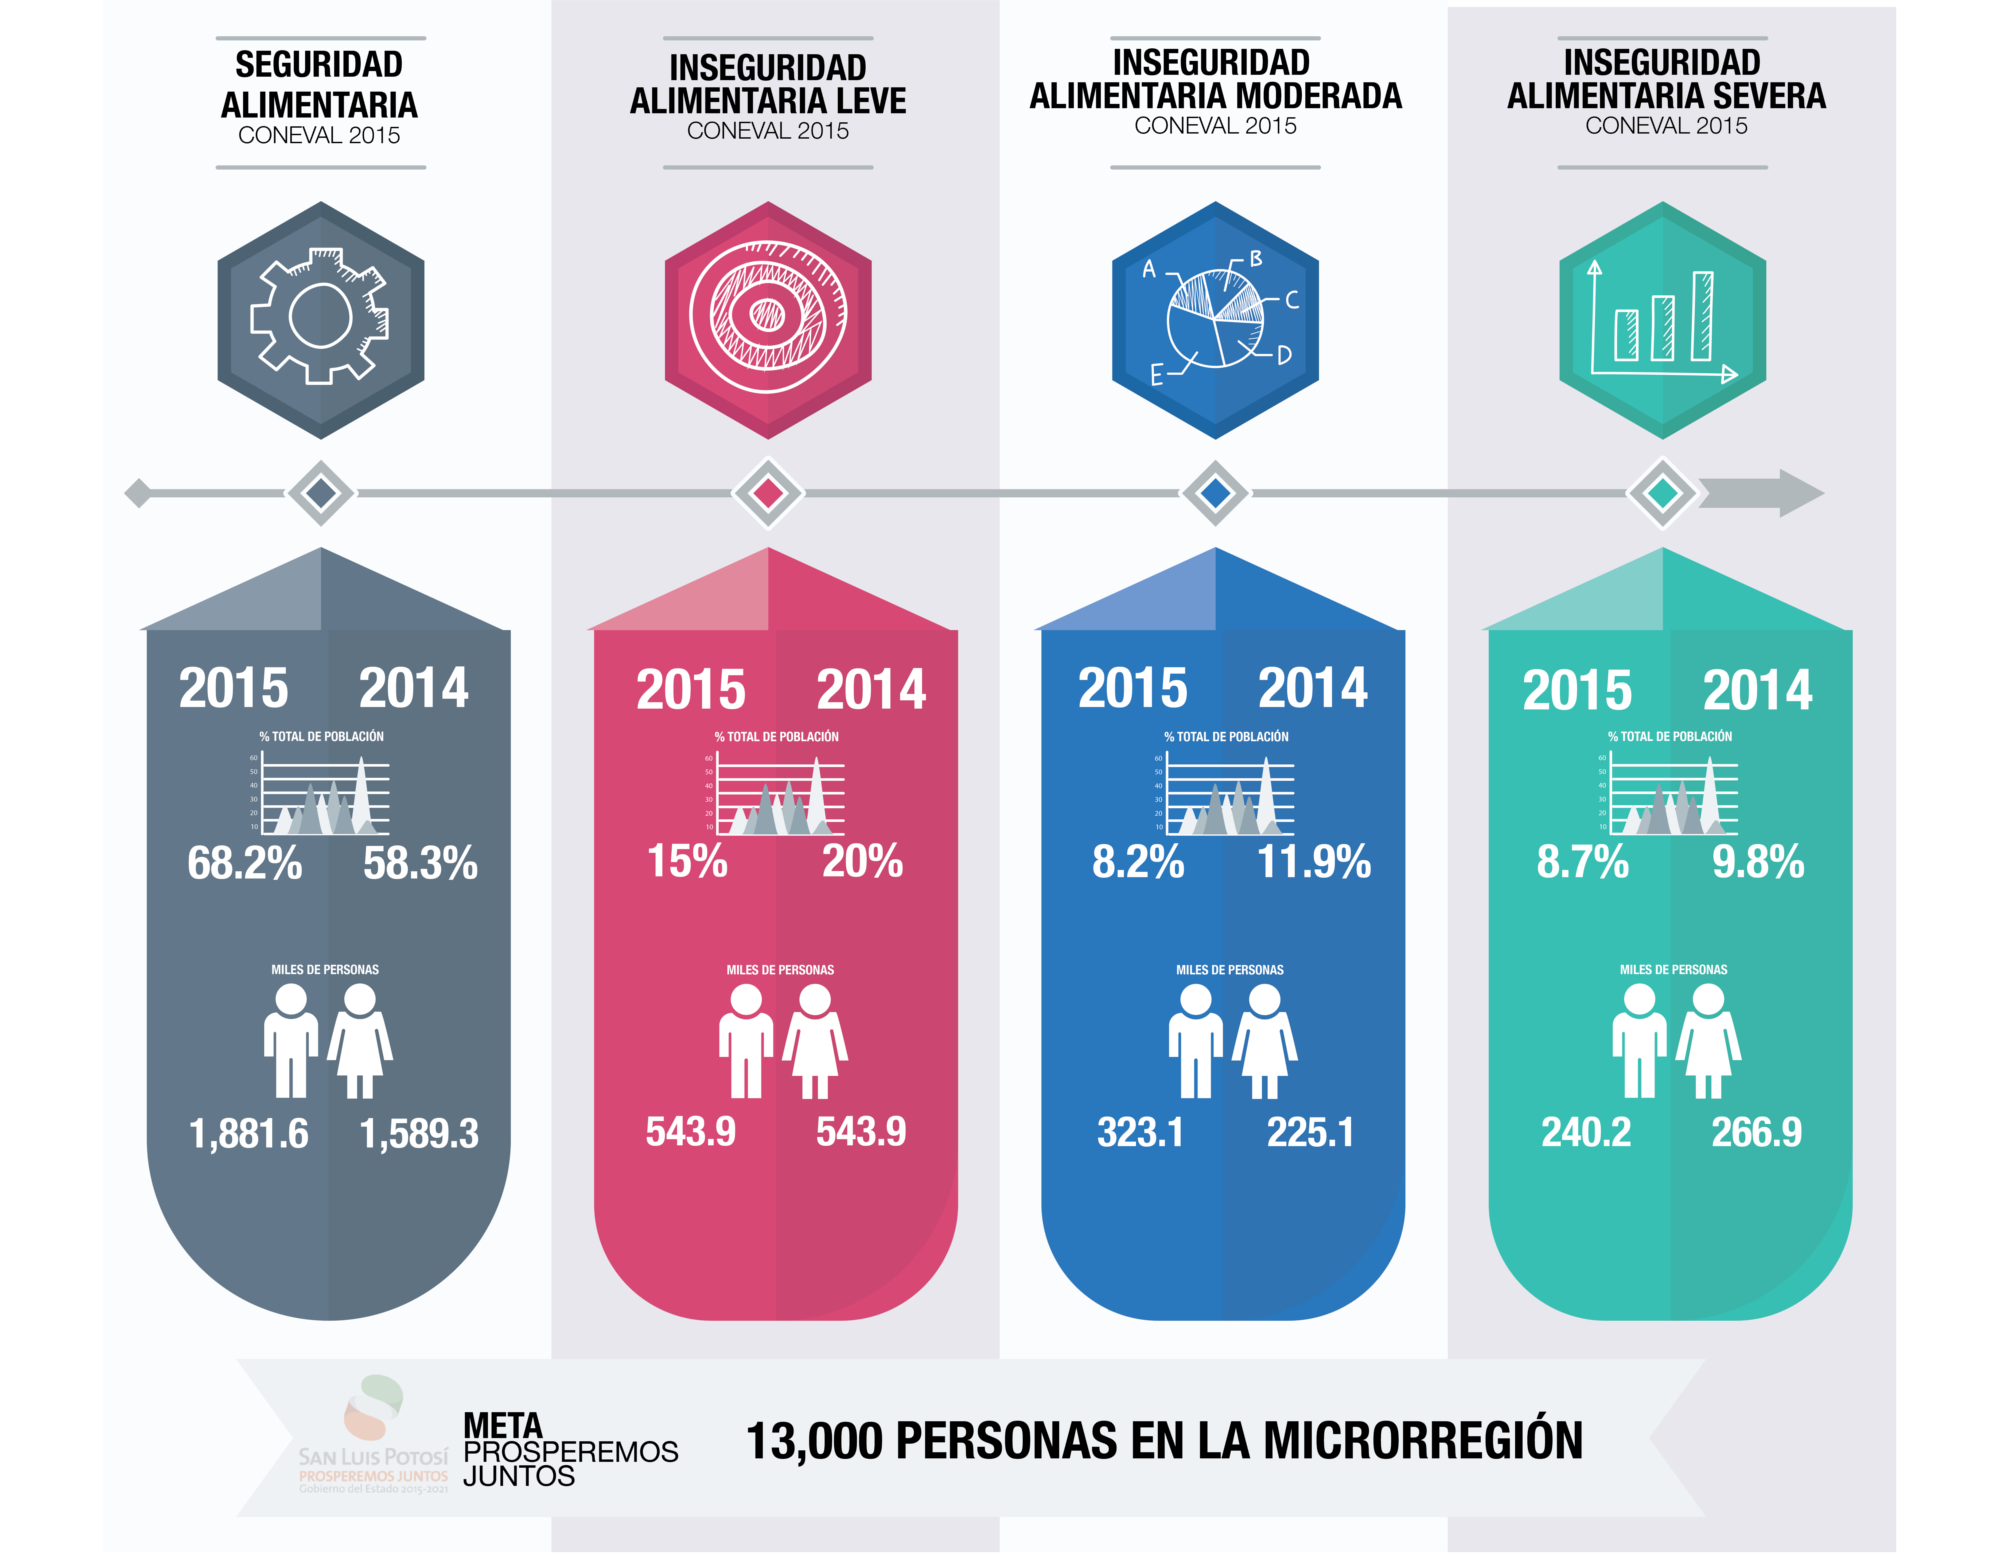 SEGURIDAD
ALIMENTARIA
CONEVAL 2015
INSEGURIDAD
ALIMENTARIA LEVE
CONEVAL 2015
INSEGURIDAD
ALIMENTARIA MODERADA
CONEVAL 2015
INSEGURIDAD
ALIMENTARIA SEVERA
CONEVAL 2015
A
B
C
D
E
2015 2014
% TOTAL DE POBLACIÓN
60
50
40
30
20
10
68.2% 58.3%
MILES DE PERSONAS
1,881.6 1,589.3
2015 2014
% TOTAL DE POBLACIÓN
60
50
40
30
20
10
15% 20%
MILES DE PERSONAS
543.9 543.9
2015 2014
% TOTAL DE POBLACIÓN
60
50
40
30
20
10
8.2% 11.9%
MILES DE PERSONAS
323.1 225.1
2015 2014
% TOTAL DE POBLACIÓN
60
50
40
30
20
10
8.7% 9.8%
MILES DE PERSONAS
240.2 266.9
SAN LUIS POTOSÍ
PROSPEREMOS JUNTOS
Gobierno del Estado 2015-2021
META
PROSPEREMOS
JUNTOS
13,000 PERSONAS EN LA MICRORREGIÓN